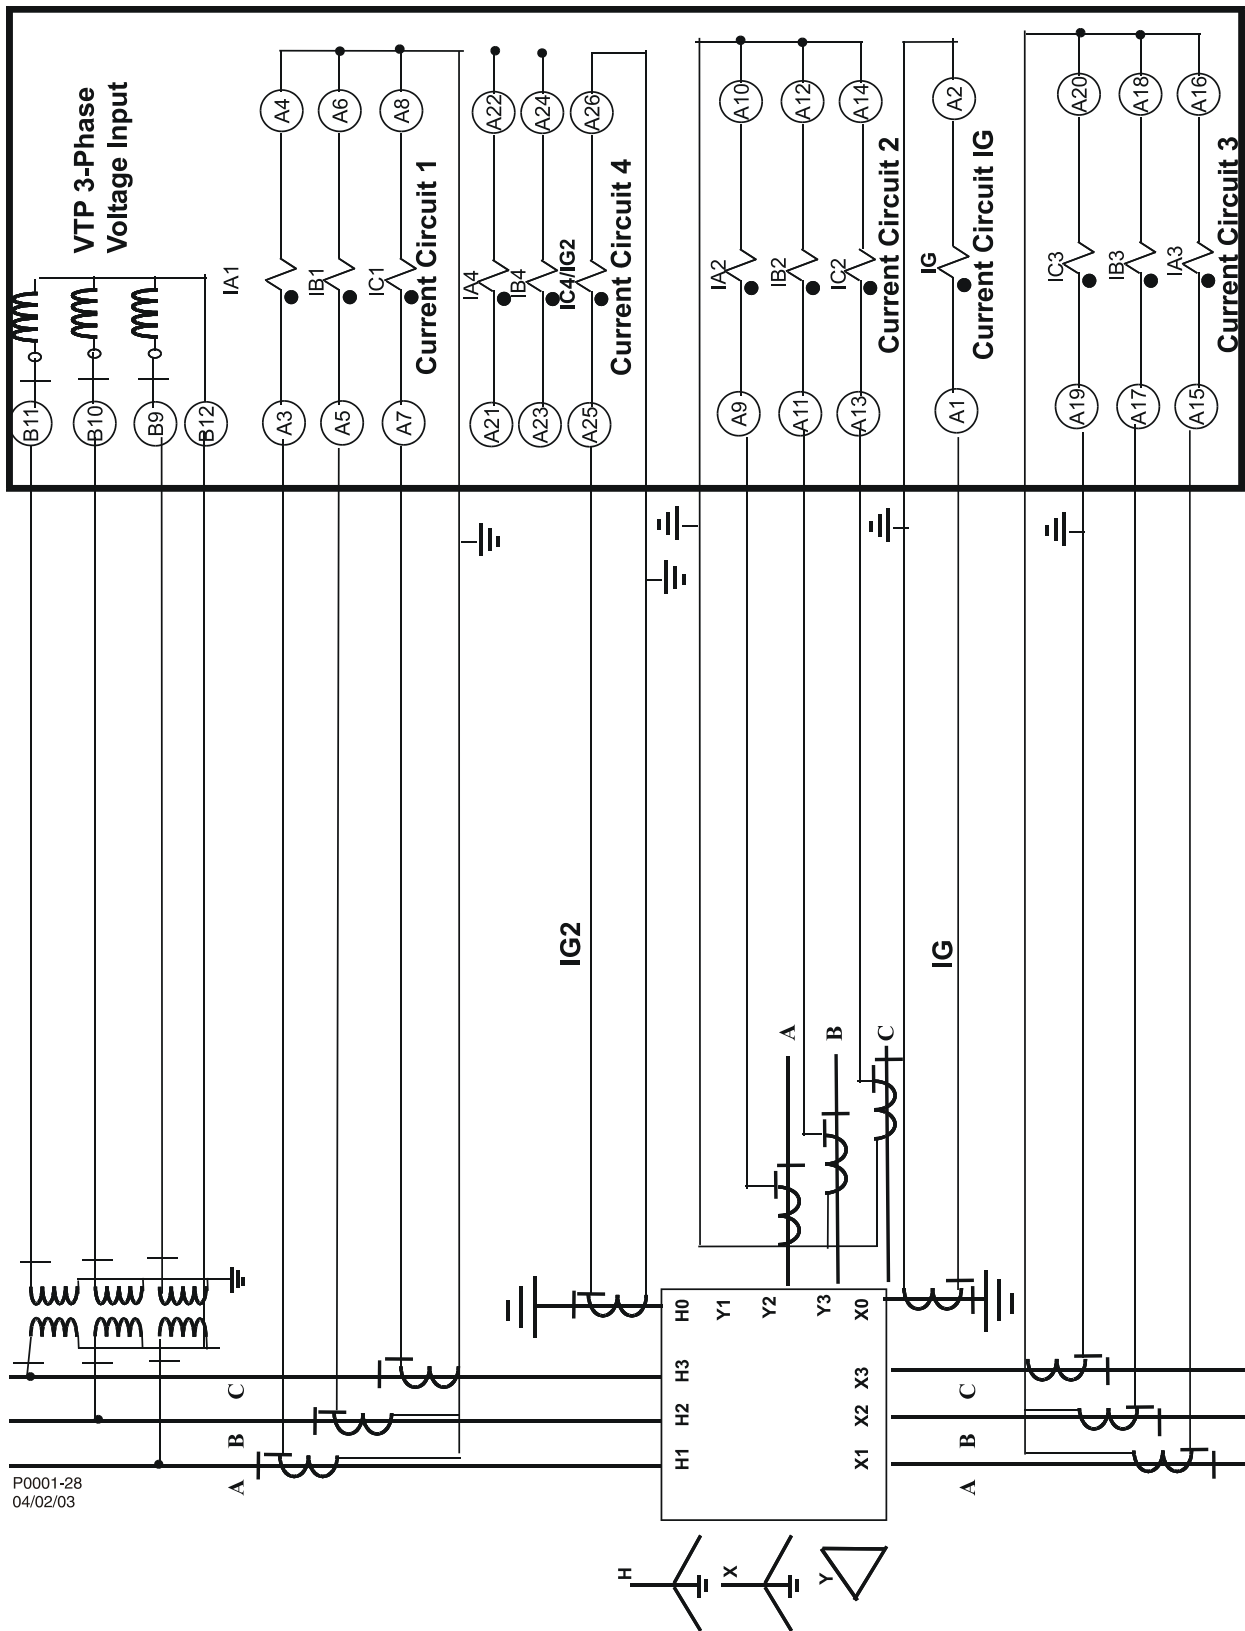 VTP 3-Phase
Voltage Input
B11
B10
B9
B12
A4
A6
A8
IA1
IB1
IC1
A3
A5
A7
Current Circuit 1
A22
A24
A26
IA4
IB4
IC4/IG2
A21
A23
A25
Current Circuit 4
A10
A12
A14
IA2
IB2
IC2
A9
A11
A13
Current Circuit 2
A2
IG
A1
Current Circuit IG
A20
A18
A16
IC3
IB3
IA3
A19
A17
A15
Current Circuit 3
IG2
IG
A
B
C
H0
Y1
Y2
Y3
X0
H3
X3
H2
X2
H1
X1
C
B
A
C
B
A
P0001-28
04/02/03
H
X
Y